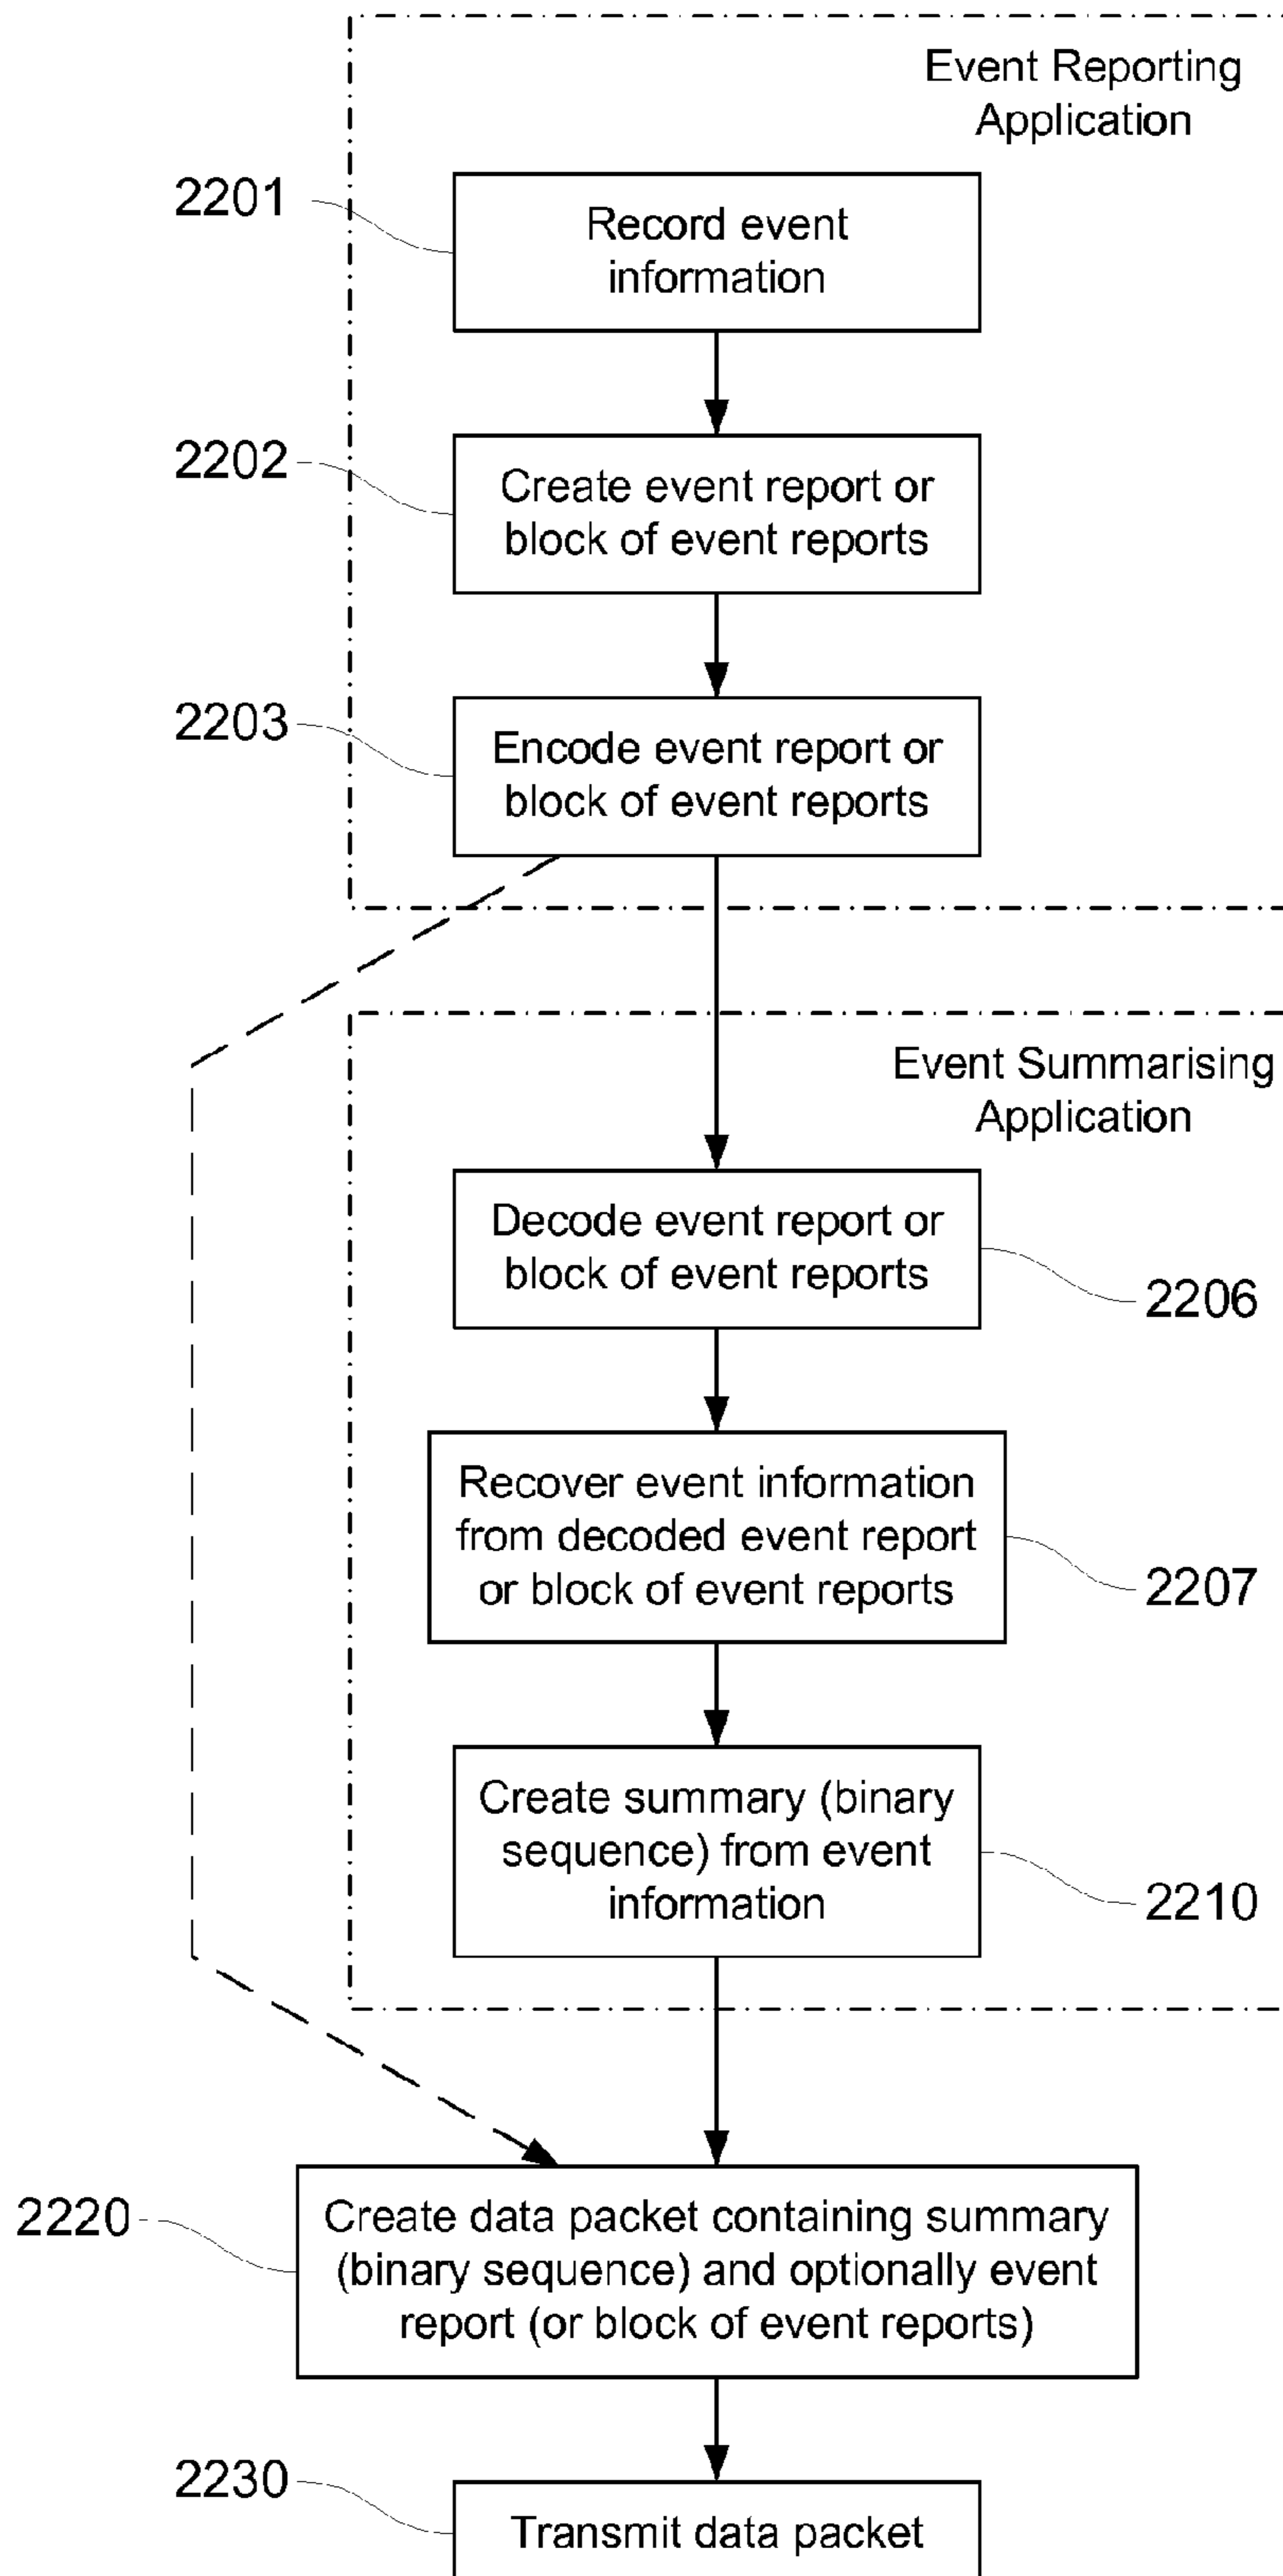 Event Reporting
Application
2201
Record event
information
2202
Create event report or
block of event reports
2203
Encode event report or
block of event reports
Event Summarising
Application
Decode event report or
block of event reports
2206
Recover event information
from decoded event report
or block of event reports
2207
Create summary (binary
sequence) from event
information
2210
2220
Create data packet containing summary
(binary sequence) and optionally event
report (or block of event reports)
2230
Transmit data packet